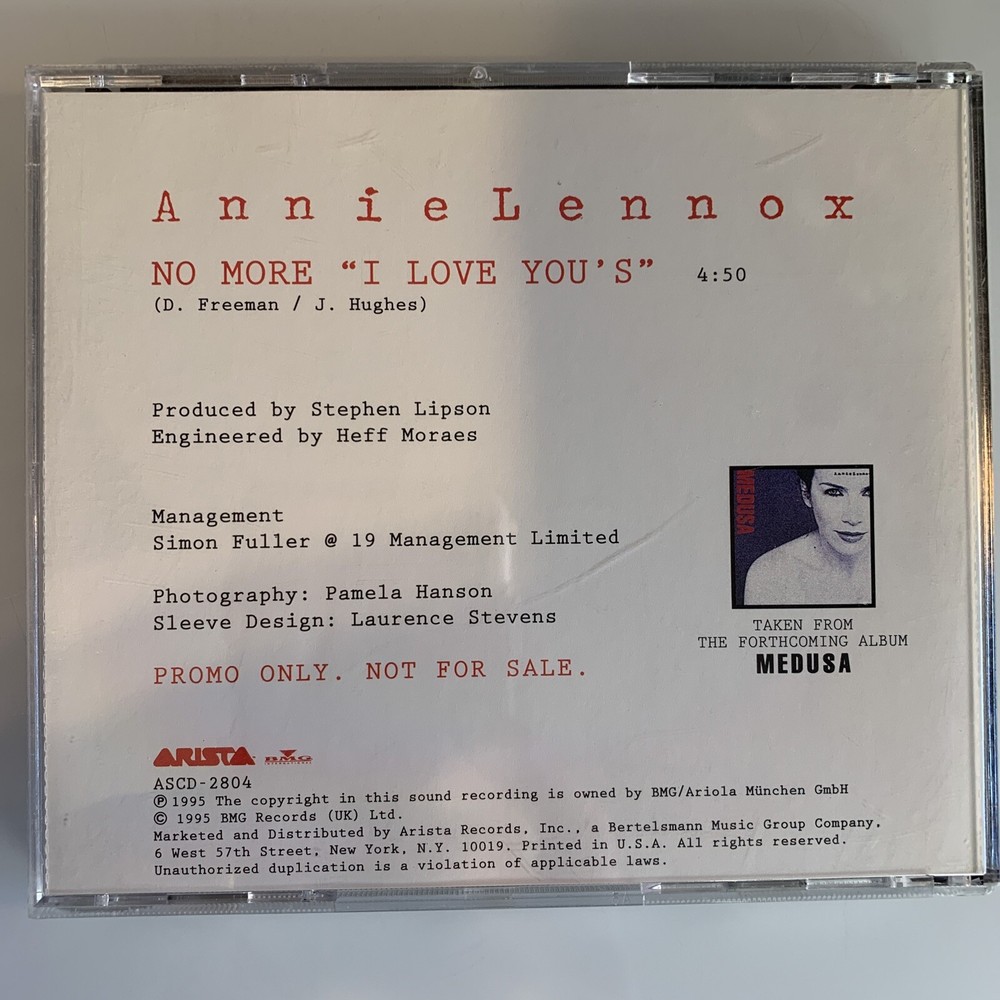 Annie Lennox
NO MORE “I LOVE YOU'S” 4:50
(D. Freeman / J. Hughes)
Produced by Stephen Lipson
Engineered by Heff Moraes
Management
Simon Fuller @ 19 Management Limited
Photography: Pamela Hanson
Sleeve Design: Laurence Stevens
PROMO ONLY. NOT FOR SALE.
MEDUSA
TAKEN FROM
THE FORTHCOMING ALBUM
MEDUSA
ARISTA BMG
ASCD-2804
℗ 1995 The copyright in this sound recording is owned by BMG/Ariola München GmbH
© 1995 BMG Records (UK) Ltd.
Marketed and Distributed by Arista Records, Inc., a Bertelsmann Music Group Company,
6 West 57th Street, New York, N.Y. 10019. Printed in U.S.A. All rights reserved.
Unauthorized duplication is a violation of applicable laws.